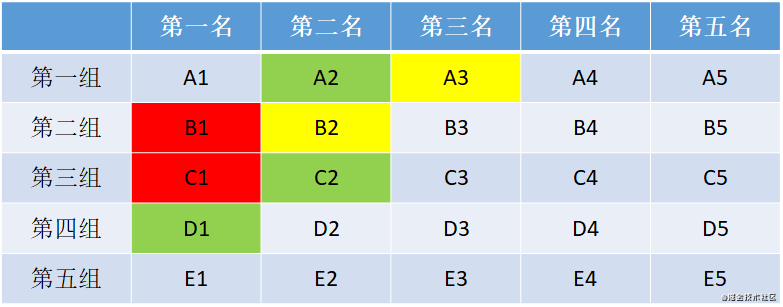 第一名 第二名 第三名 第四名 第五名
第一组 A1 A2 A3 A4 A5
第二组 B1 B2 B3 B4 B5
第三组 C1 C2 C3 C4 C5
第四组 D1 D2 D3 D4 D5
第五组 E1 E2 E3 E4 E5
@掘金技术社区